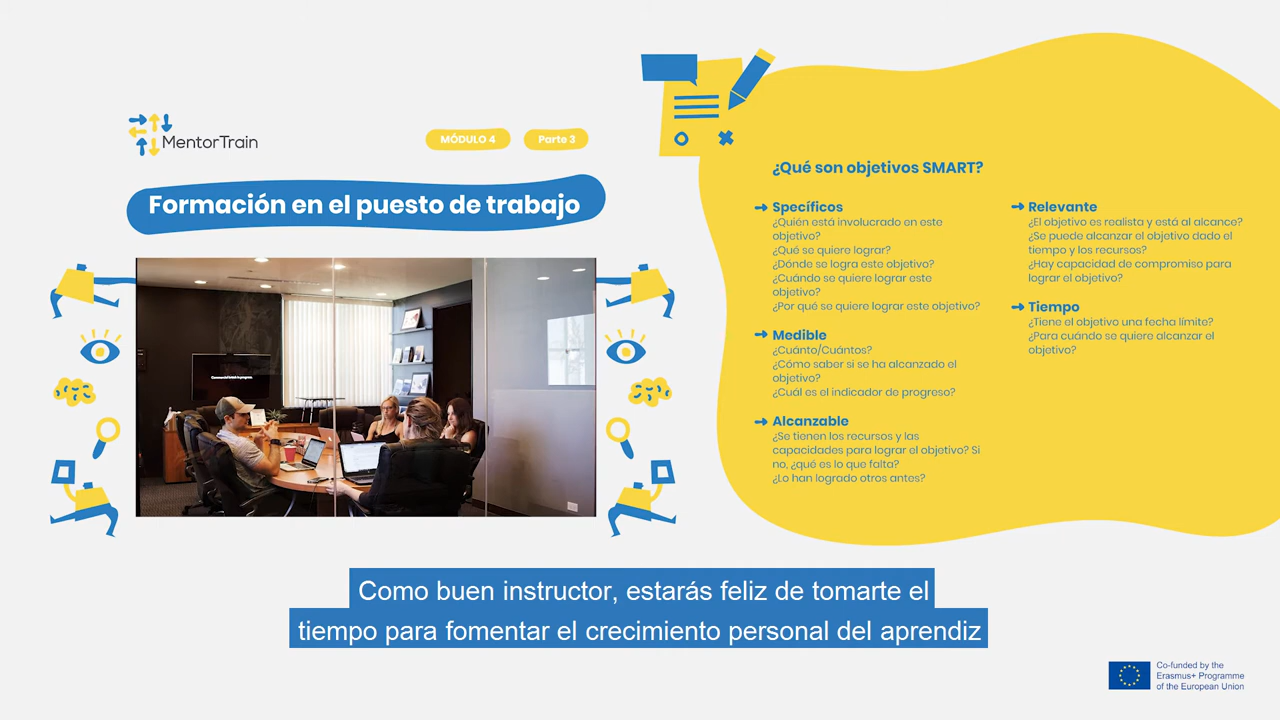 MentorTrain
MÓDULO 4
Parte 3
Formación en el puesto de trabajo
¿Qué son objetivos SMART?
Specíficos
¿Quién está involucrado en este
objetivo?
¿Qué se quiere lograr?
¿Dónde se logra este objetivo?
¿Cuándo se quiere lograr este
objetivo?
¿Por qué se quiere lograr este objetivo?
Medible
¿Cuánto/Cuántos?
¿Cómo saber si se ha alcanzado el
objetivo?
¿Cuál es el indicador de progreso?
Alcanzable
¿Se tienen los recursos y las
capacidades para lograr el objetivo? Si
no, ¿qué es lo que falta?
¿Lo han logrado otros antes?
Relevante
¿El objetivo es realista y está al alcance?
¿Se puede alcanzar el objetivo dado el
tiempo y los recursos?
¿Hay capacidad de compromiso para
lograr el objetivo?
Tiempo
¿Tiene el objetivo una fecha límite?
¿Para cuándo se quiere alcanzar el
objetivo?
Como buen instructor, estarás feliz de tomarte el
tiempo para fomentar el crecimiento personal del aprendiz
Co-funded by the
Erasmus+ Programme
of the European Union